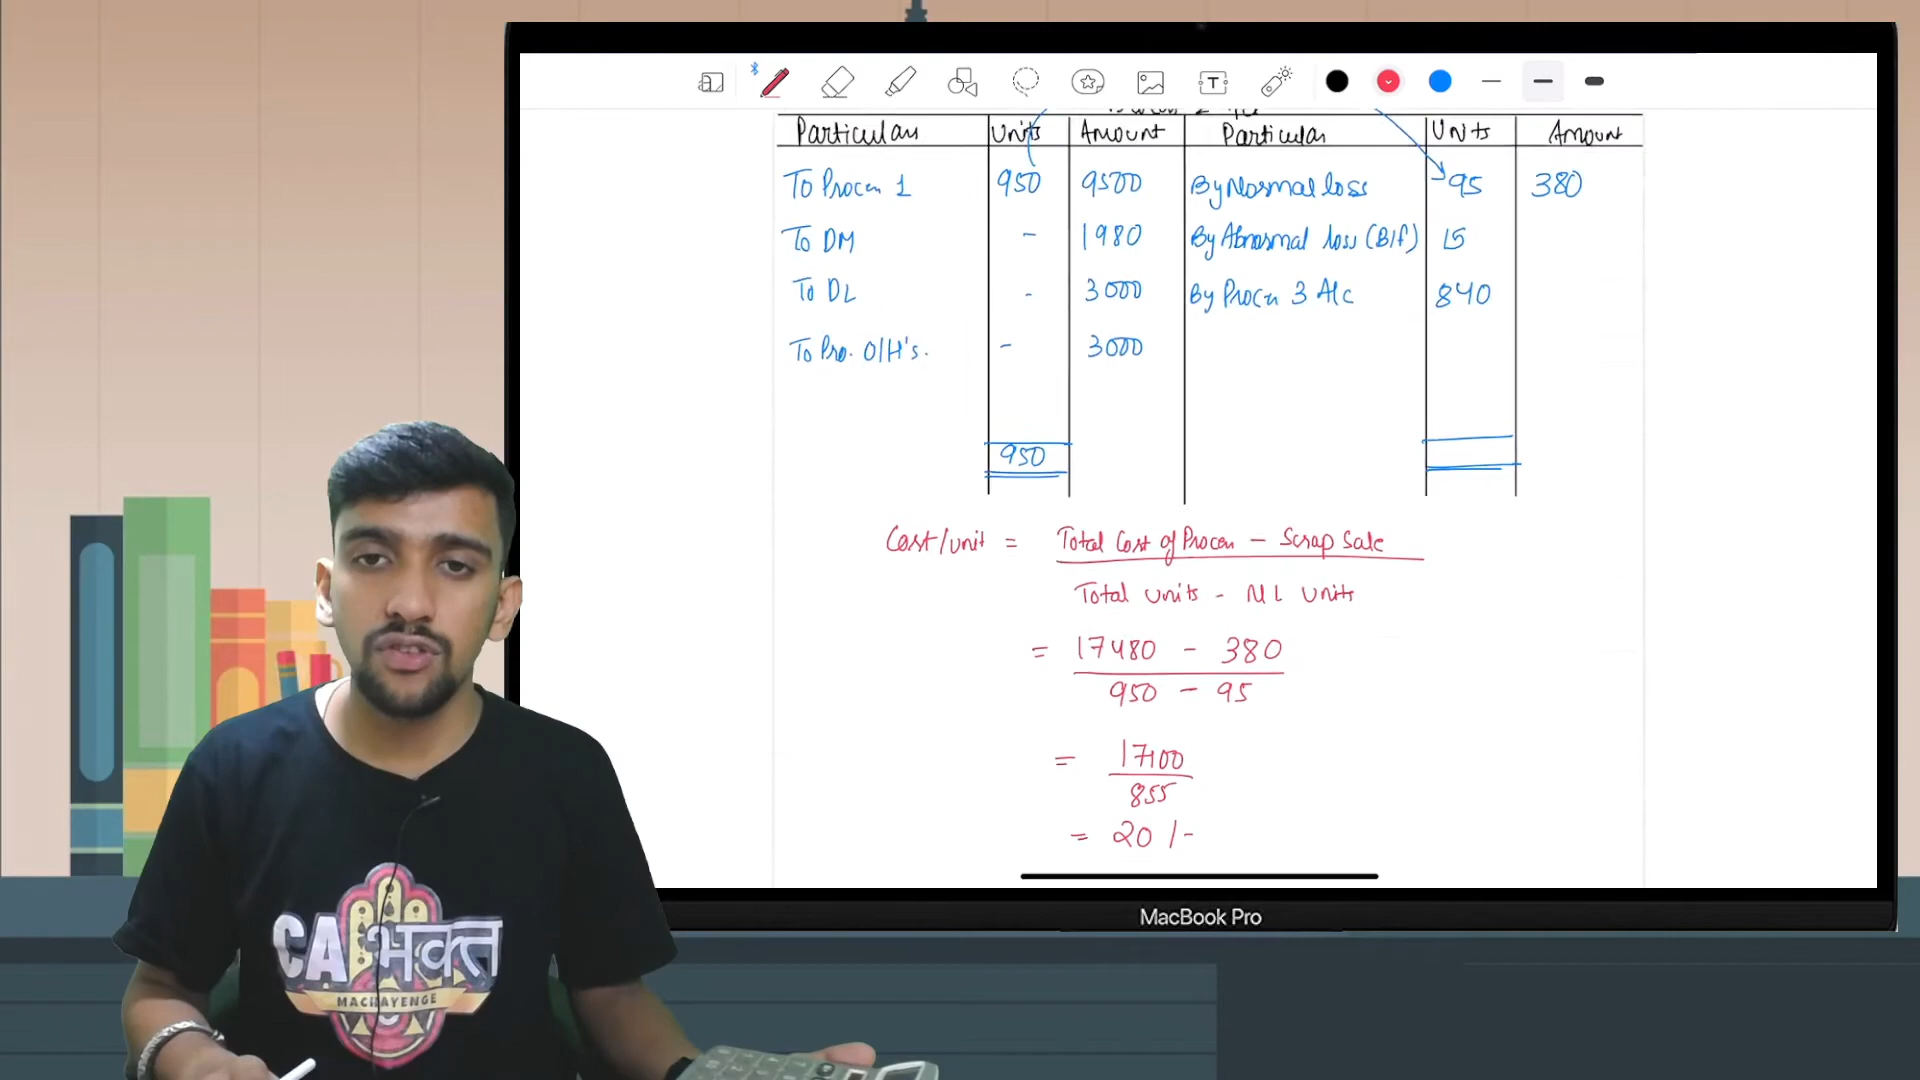 Particulars Units Amount Particulars Units Amount
To Process 1 950 9500 By Normal loss 95 380
To DM - 1980 By Abnormal loss (B/f) 15
To DL - 3000 By Process 3 A/c 840
To Pro. O/H's. - 3000
950
Cost/unit = Total Cost of Process - Scrap Sale
Total units - NL units
= 17480 - 380
950 - 95
= 17100
855
= 20/-
MacBook Pro
CA भक्त
MACHAYENGE